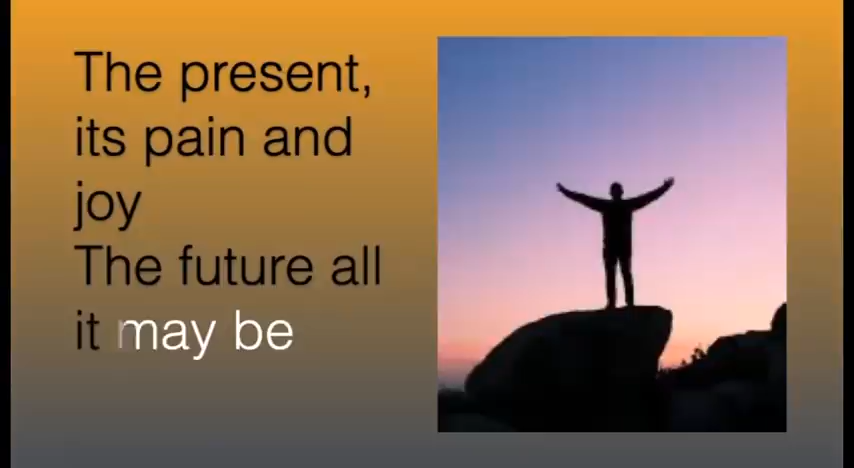 The present,
its pain and
joy
The future all
it may be